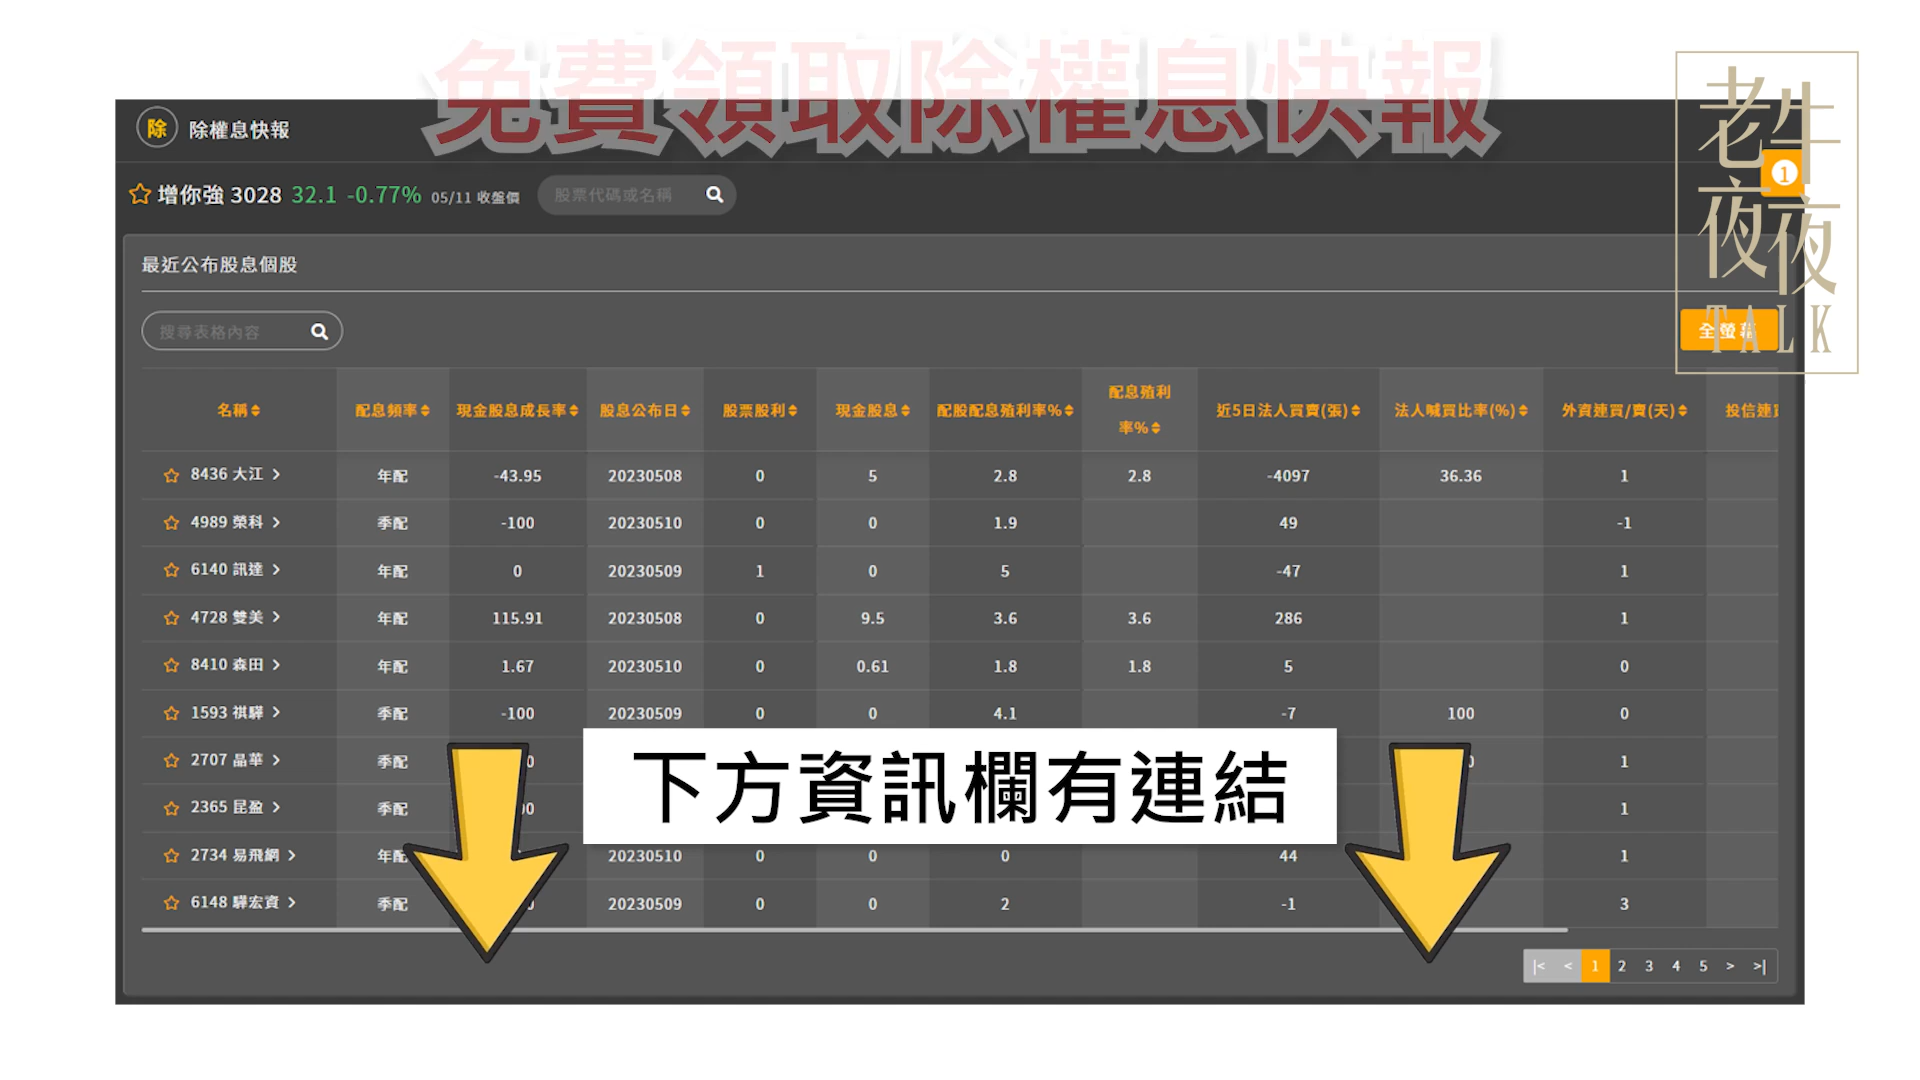 免費領取除權息快報
除 除權息快報
老牛夜夜TALK
增你強 3028 32.1 -0.77% 05/11 收盤價 股票代碼或名稱
1
最近公布股息個股
搜尋表格內容
全螢幕
名稱 配息頻率 現金股息成長率 股息公布日 股票股利 現金股息 配股配息殖利率% 配息殖利率% 近5日法人買賣(張) 法人喊買比率(%) 外資連買/賣(天) 投信連
8436 大江 年配 -43.95 20230508 0 5 2.8 2.8 -4097 36.36 1
4989 榮科 季配 -100 20230510 0 0 1.9 49 -1
6140 訊達 年配 0 20230509 1 0 5 -47 1
4728 雙美 年配 115.91 20230508 0 9.5 3.6 3.6 286 1
8410 森田 年配 1.67 20230510 0 0.61 1.8 1.8 5 0
1593 祺驊 季配 -100 20230509 0 0 4.1 -7 100 0
2707 晶華 季配 0 0 1
2365 昆盈 季配 00 1
下方資訊欄有連結
2734 易飛網 年配 20230510 0 0 0 44 1
6148 驊宏資 季配 20230509 0 0 2 -1 3
|< < 1 2 3 4 5 > >|